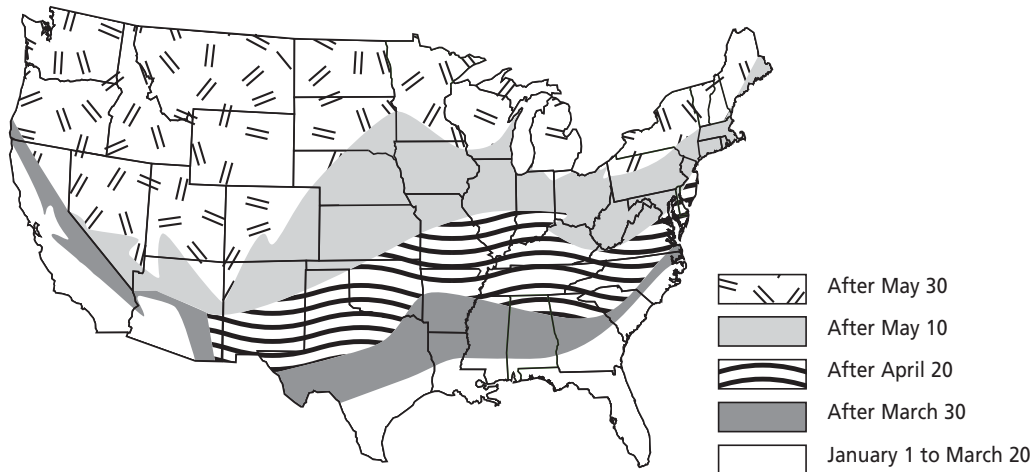 After May 30
After May 10
After April 20
After March 30
January 1 to March 20